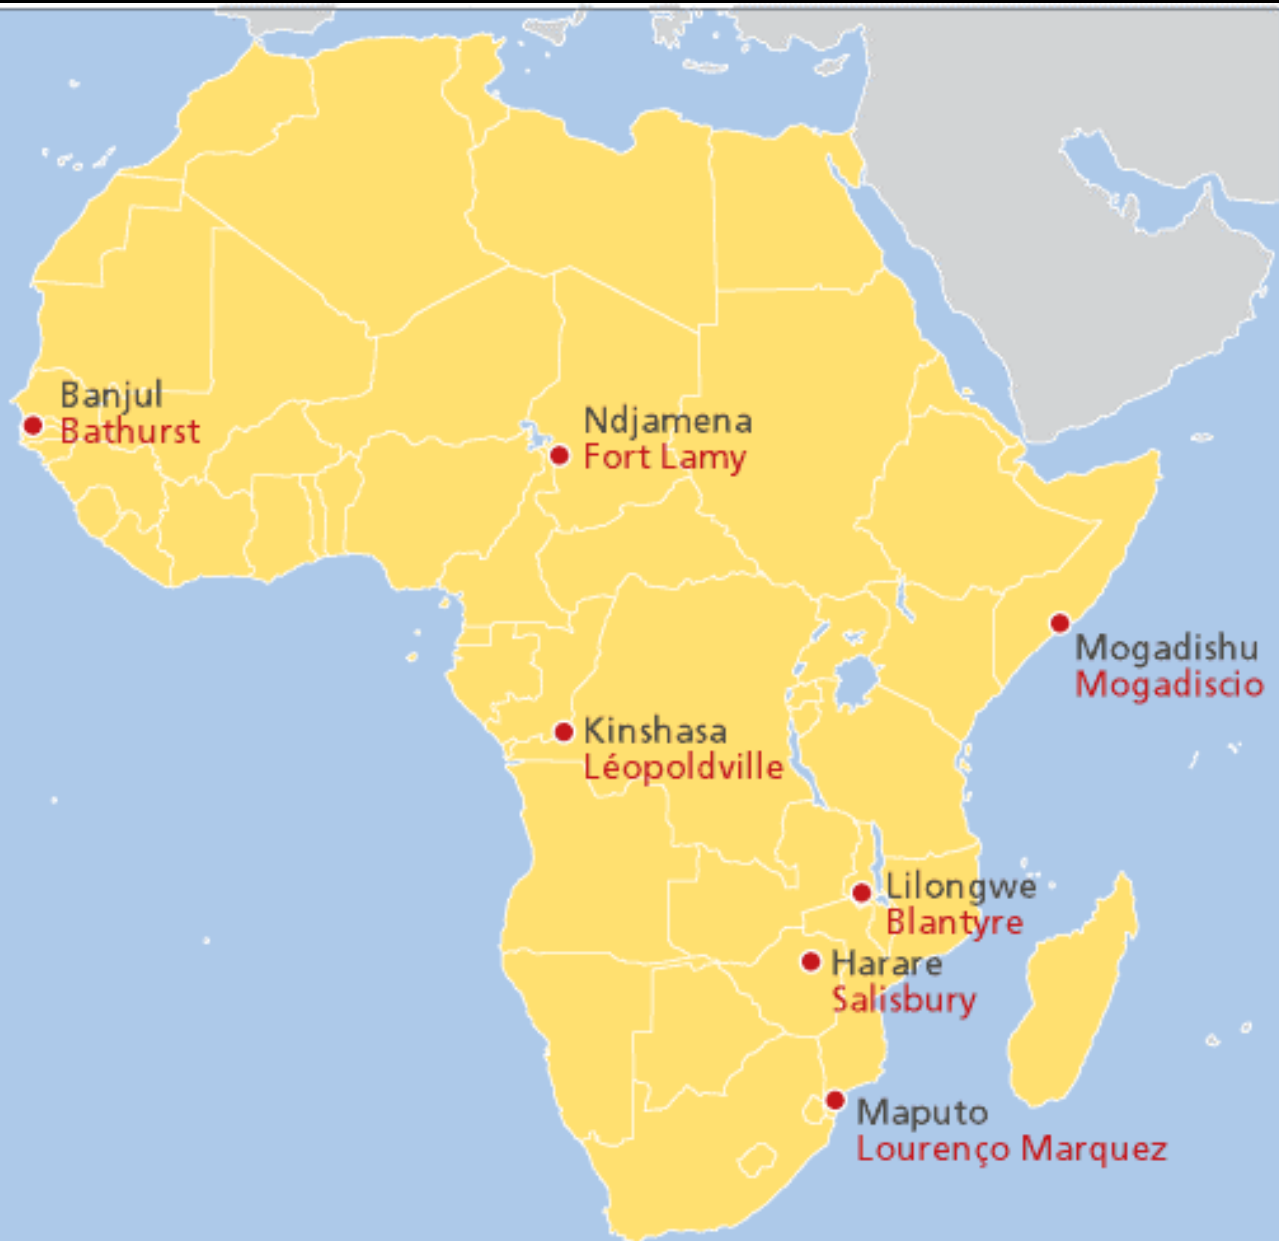 Banjul
Bathurst
Ndjamena
Fort Lamy
Mogadishu
Mogadiscio
Kinshasa
Léopoldville
Lilongwe
Blantyre
Harare
Salisbury
Maputo
Lourenço Marquez